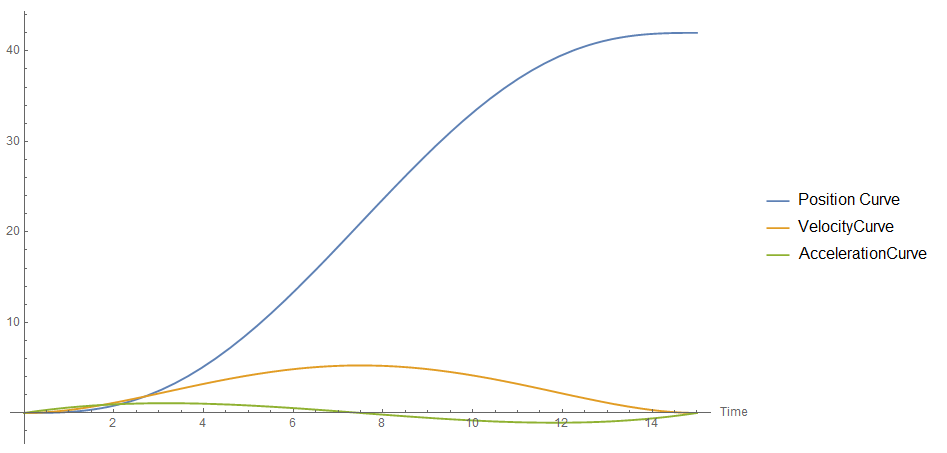 40
30
20
10
2 4 6 8 10 12 14 Time
Position Curve
VelocityCurve
AccelerationCurve